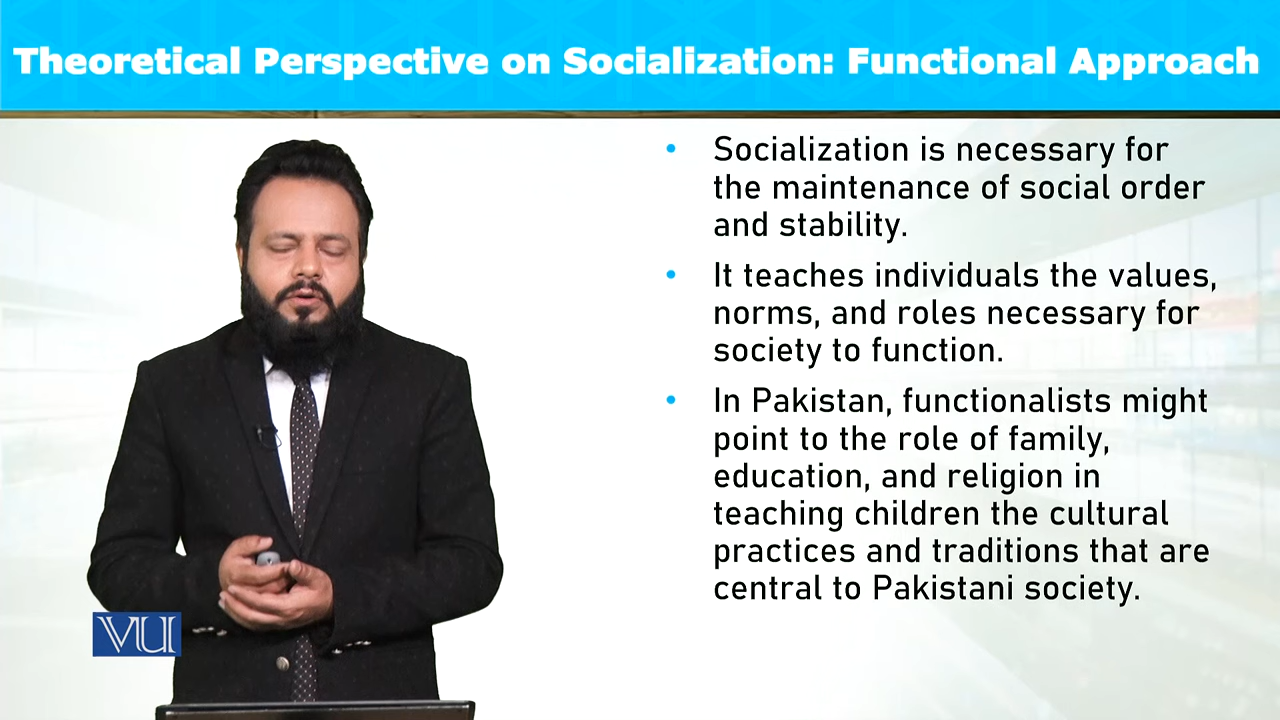 Theoretical Perspective on Socialization: Functional Approach
• Socialization is necessary for
the maintenance of social order
and stability.
• It teaches individuals the values,
norms, and roles necessary for
society to function.
• In Pakistan, functionalists might
point to the role of family,
education, and religion in
teaching children the cultural
practices and traditions that are
central to Pakistani society.
VU